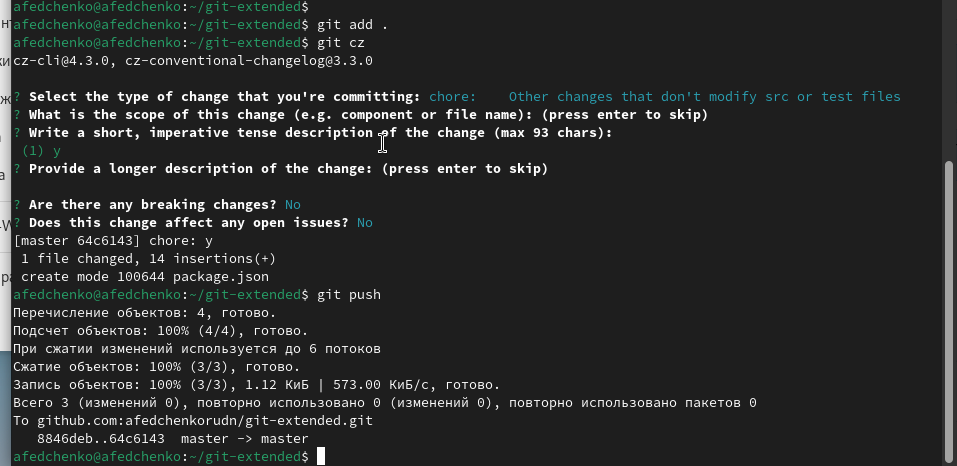 afedchenko@afedchenko:~/git-extended$
afedchenko@afedchenko:~/git-extended$ git add .
afedchenko@afedchenko:~/git-extended$ git cz
cz-cli@4.3.0, cz-conventional-changelog@3.3.0
? Select the type of change that you're committing: chore:    Other changes that don't modify src or test files
? What is the scope of this change (e.g. component or file name): (press enter to skip)
? Write a short, imperative tense description of the change (max 93 chars):
(1) y
? Provide a longer description of the change: (press enter to skip)
? Are there any breaking changes? No
? Does this change affect any open issues? No
[master 64c6143] chore: y
1 file changed, 14 insertions(+)
create mode 100644 package.json
afedchenko@afedchenko:~/git-extended$ git push
Перечисление объектов: 4, готово.
Подсчет объектов: 100% (4/4), готово.
При сжатии изменений используется до 6 потоков
Сжатие объектов: 100% (3/3), готово.
Запись объектов: 100% (3/3), 1.12 КиБ | 573.00 КиБ/с, готово.
Всего 3 (изменений 0), повторно использовано 0 (изменений 0), повторно использовано пакетов 0
To github.com:afedchenkorudn/git-extended.git
8846deb..64c6143  master -> master
afedchenko@afedchenko:~/git-extended$